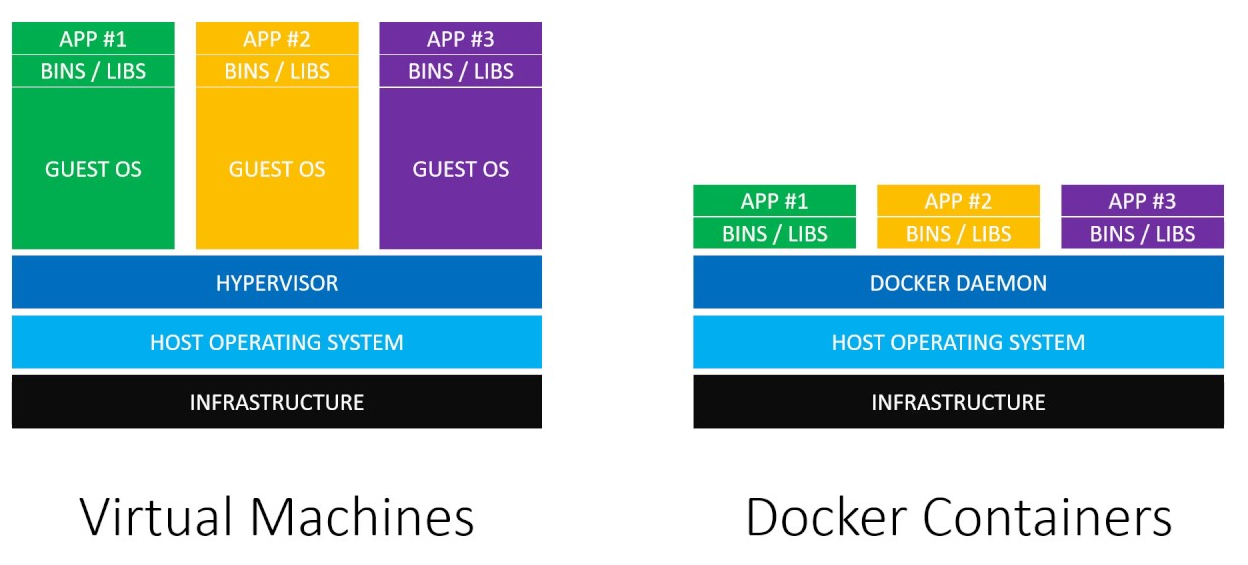 APP #1
BINS / LIBS
GUEST OS
APP #2
BINS / LIBS
GUEST OS
APP #3
BINS / LIBS
GUEST OS
HYPERVISOR
HOST OPERATING SYSTEM
INFRASTRUCTURE
Virtual Machines
APP #1
BINS / LIBS
APP #2
BINS / LIBS
APP #3
BINS / LIBS
DOCKER DAEMON
HOST OPERATING SYSTEM
INFRASTRUCTURE
Docker Containers